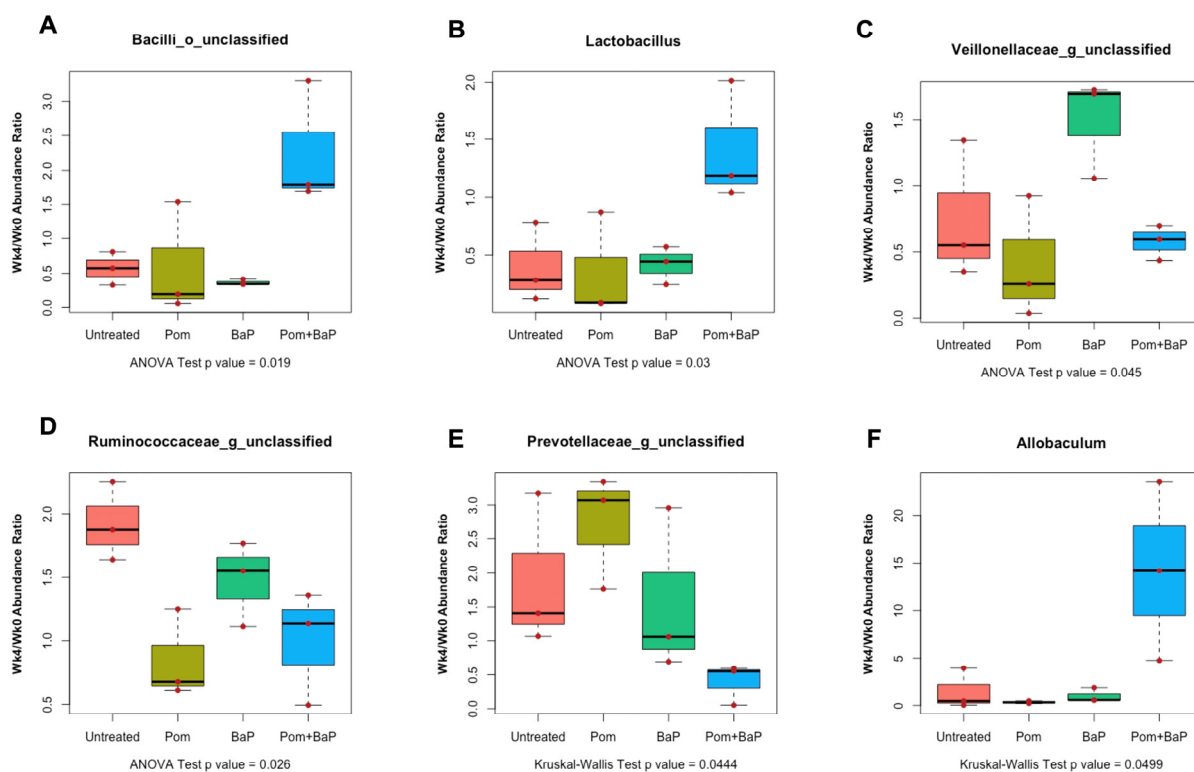 A
Bacilli_o_unclassified
Wk4/Wk0 Abundance Ratio
3.0
2.5
2.0
1.5
1.0
0.5
0.0
Untreated Pom BaP Pom+BaP
ANOVA Test p value = 0.019
B
Lactobacillus
Wk4/Wk0 Abundance Ratio
2.0
1.5
1.0
0.5
Untreated Pom BaP Pom+BaP
ANOVA Test p value = 0.03
C
Veillonellaceae_g_unclassified
Wk4/Wk0 Abundance Ratio
1.5
1.0
0.5
0.0
Untreated Pom BaP Pom+BaP
ANOVA Test p value = 0.045
D
Ruminococcaceae_g_unclassified
Wk4/Wk0 Abundance Ratio
2.0
1.5
1.0
0.5
Untreated Pom BaP Pom+BaP
ANOVA Test p value = 0.026
E
Prevotellaceae_g_unclassified
Wk4/Wk0 Abundance Ratio
3.0
2.5
2.0
1.5
1.0
0.5
0.0
Untreated Pom BaP Pom+BaP
Kruskal-Wallis Test p value = 0.0444
F
Allobaculum
Wk4/Wk0 Abundance Ratio
20
15
10
5
0
Untreated Pom BaP Pom+BaP
Kruskal-Wallis Test p value = 0.0499